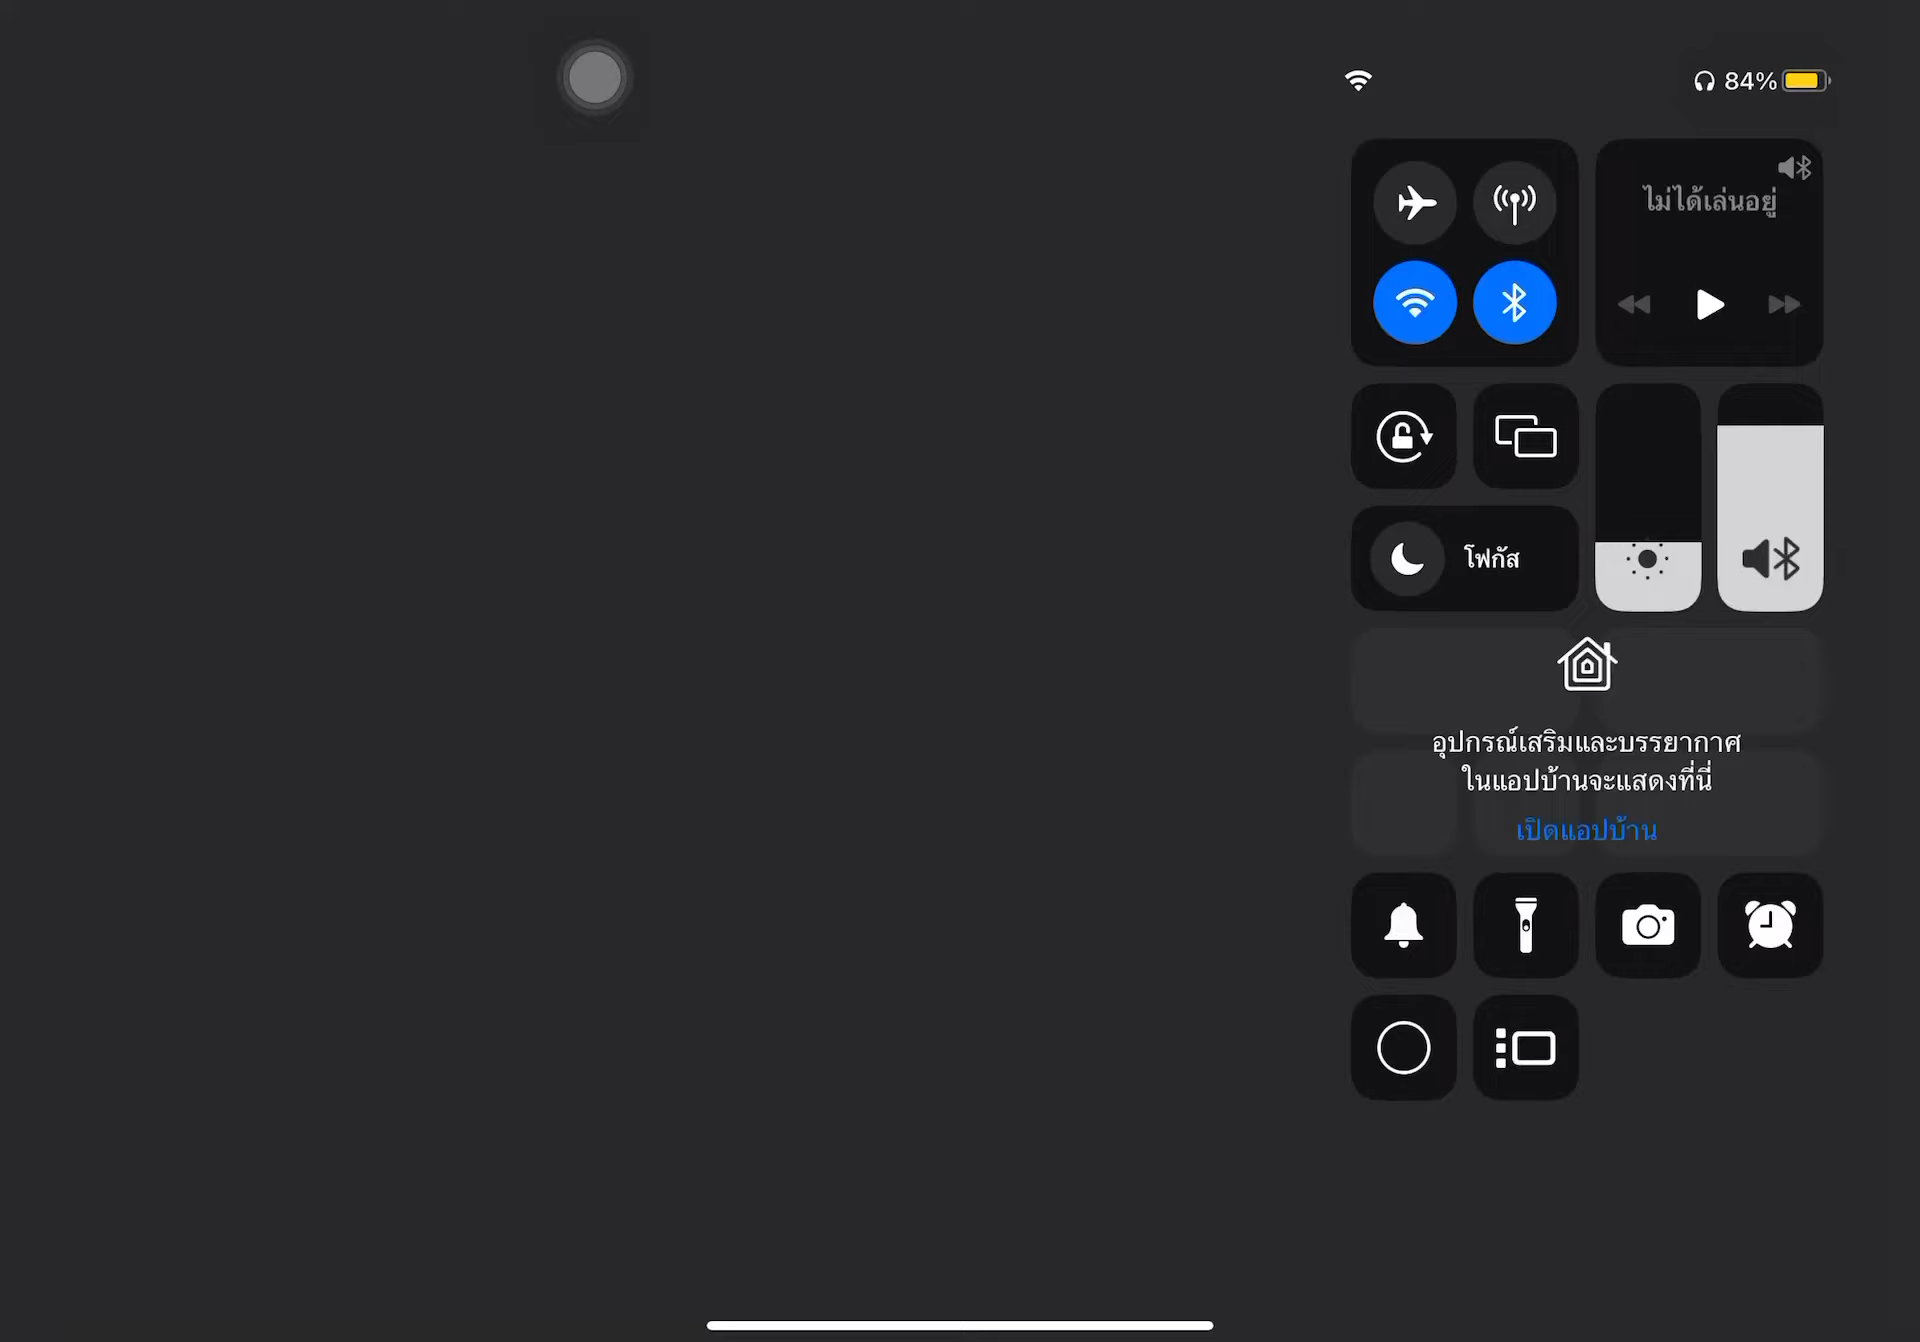 84%
ไม่ได้เล่นอยู่
โฟกัส
อุปกรณ์เสริมและบรรยากาศ
ในแอปบ้านจะแสดงที่นี่
เปิดแอปบ้าน